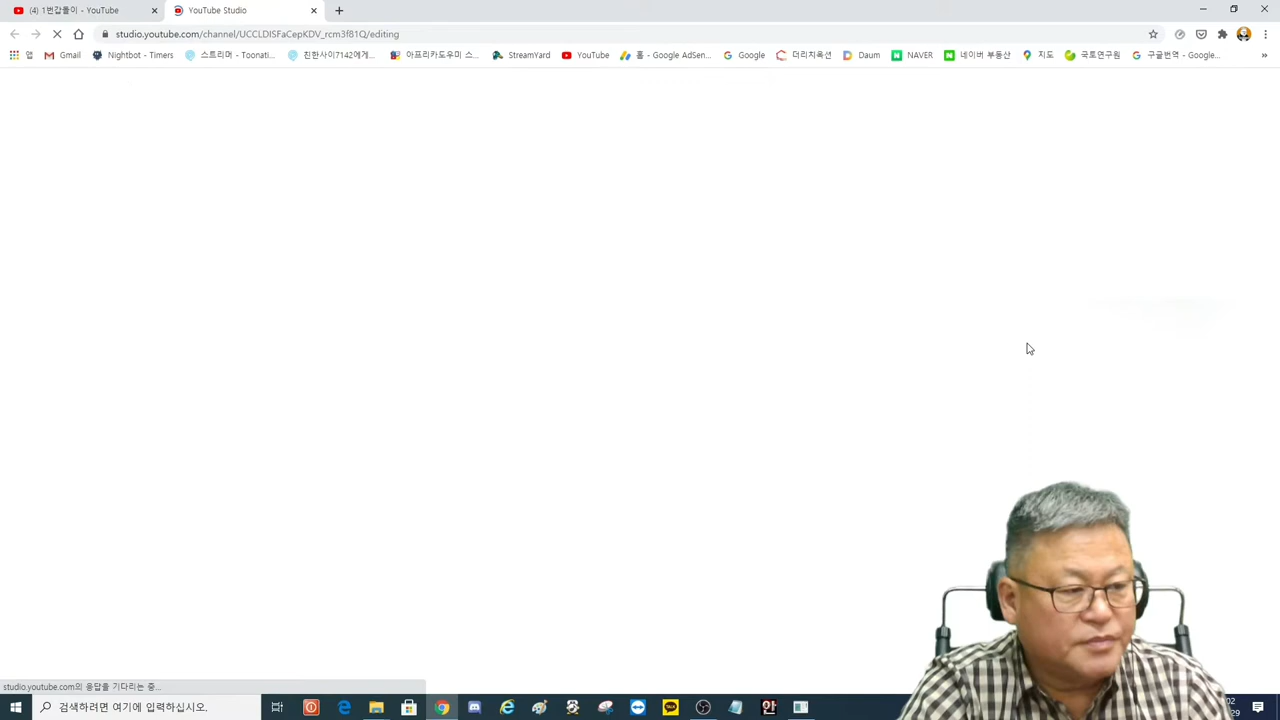 (4) 1번갑돌이 - YouTube
YouTube Studio
studio.youtube.com/channel/UCCLDISFaCepKDV_rcm3f81Q/editing
앱
Gmail
Nightbot - Timers
스트리머 - Toonati...
친한사이7142에게...
아프리카도우미 스...
StreamYard
YouTube
홈 - Google AdSen...
Google
더리치옥션
Daum
NAVER
네이버 부동산
지도
국토연구원
구글번역 - Google...
studio.youtube.com의 응답을 기다리는 중...
검색하려면 여기에 입력하십시오.